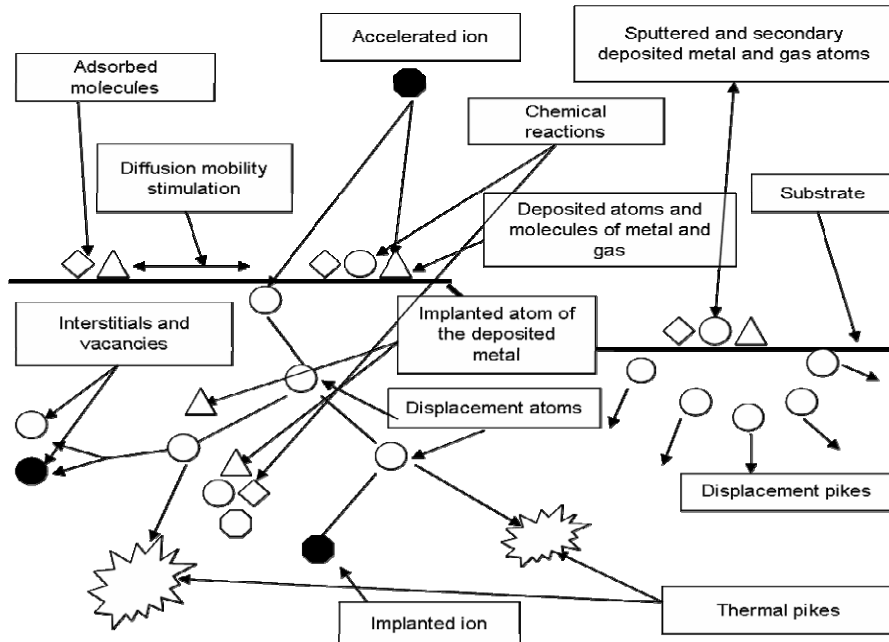 Accelerated ion
Sputtered and secondary
deposited metal and gas atoms
Adsorbed
molecules
Chemical
reactions
Diffusion mobility
stimulation
Substrate
Deposited atoms and
molecules of metal and
gas
Interstitials and
vacancies
Implanted atom of
the deposited
metal
Displacement atoms
Displacement pikes
Implanted ion
Thermal pikes